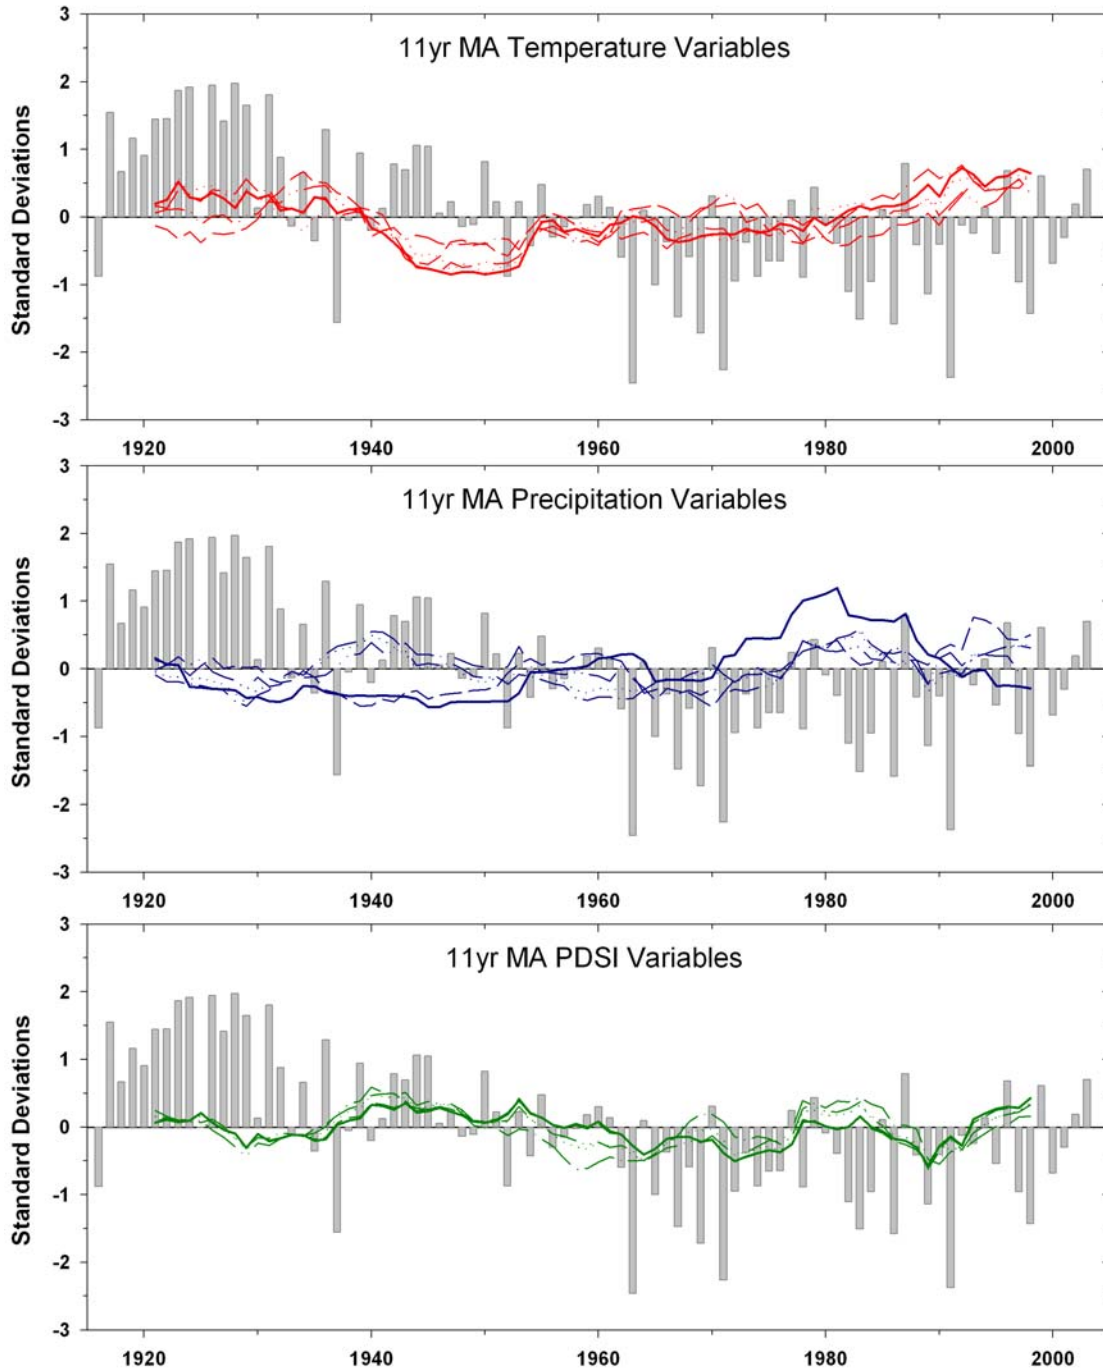 11yr MA Temperature Variables
Standard Deviations
3
2
1
0
-1
-2
-3
1920 1940 1960 1980 2000
11yr MA Precipitation Variables
Standard Deviations
3
2
1
0
-1
-2
-3
1920 1940 1960 1980 2000
11yr MA PDSI Variables
Standard Deviations
3
2
1
0
-1
-2
-3
1920 1940 1960 1980 2000